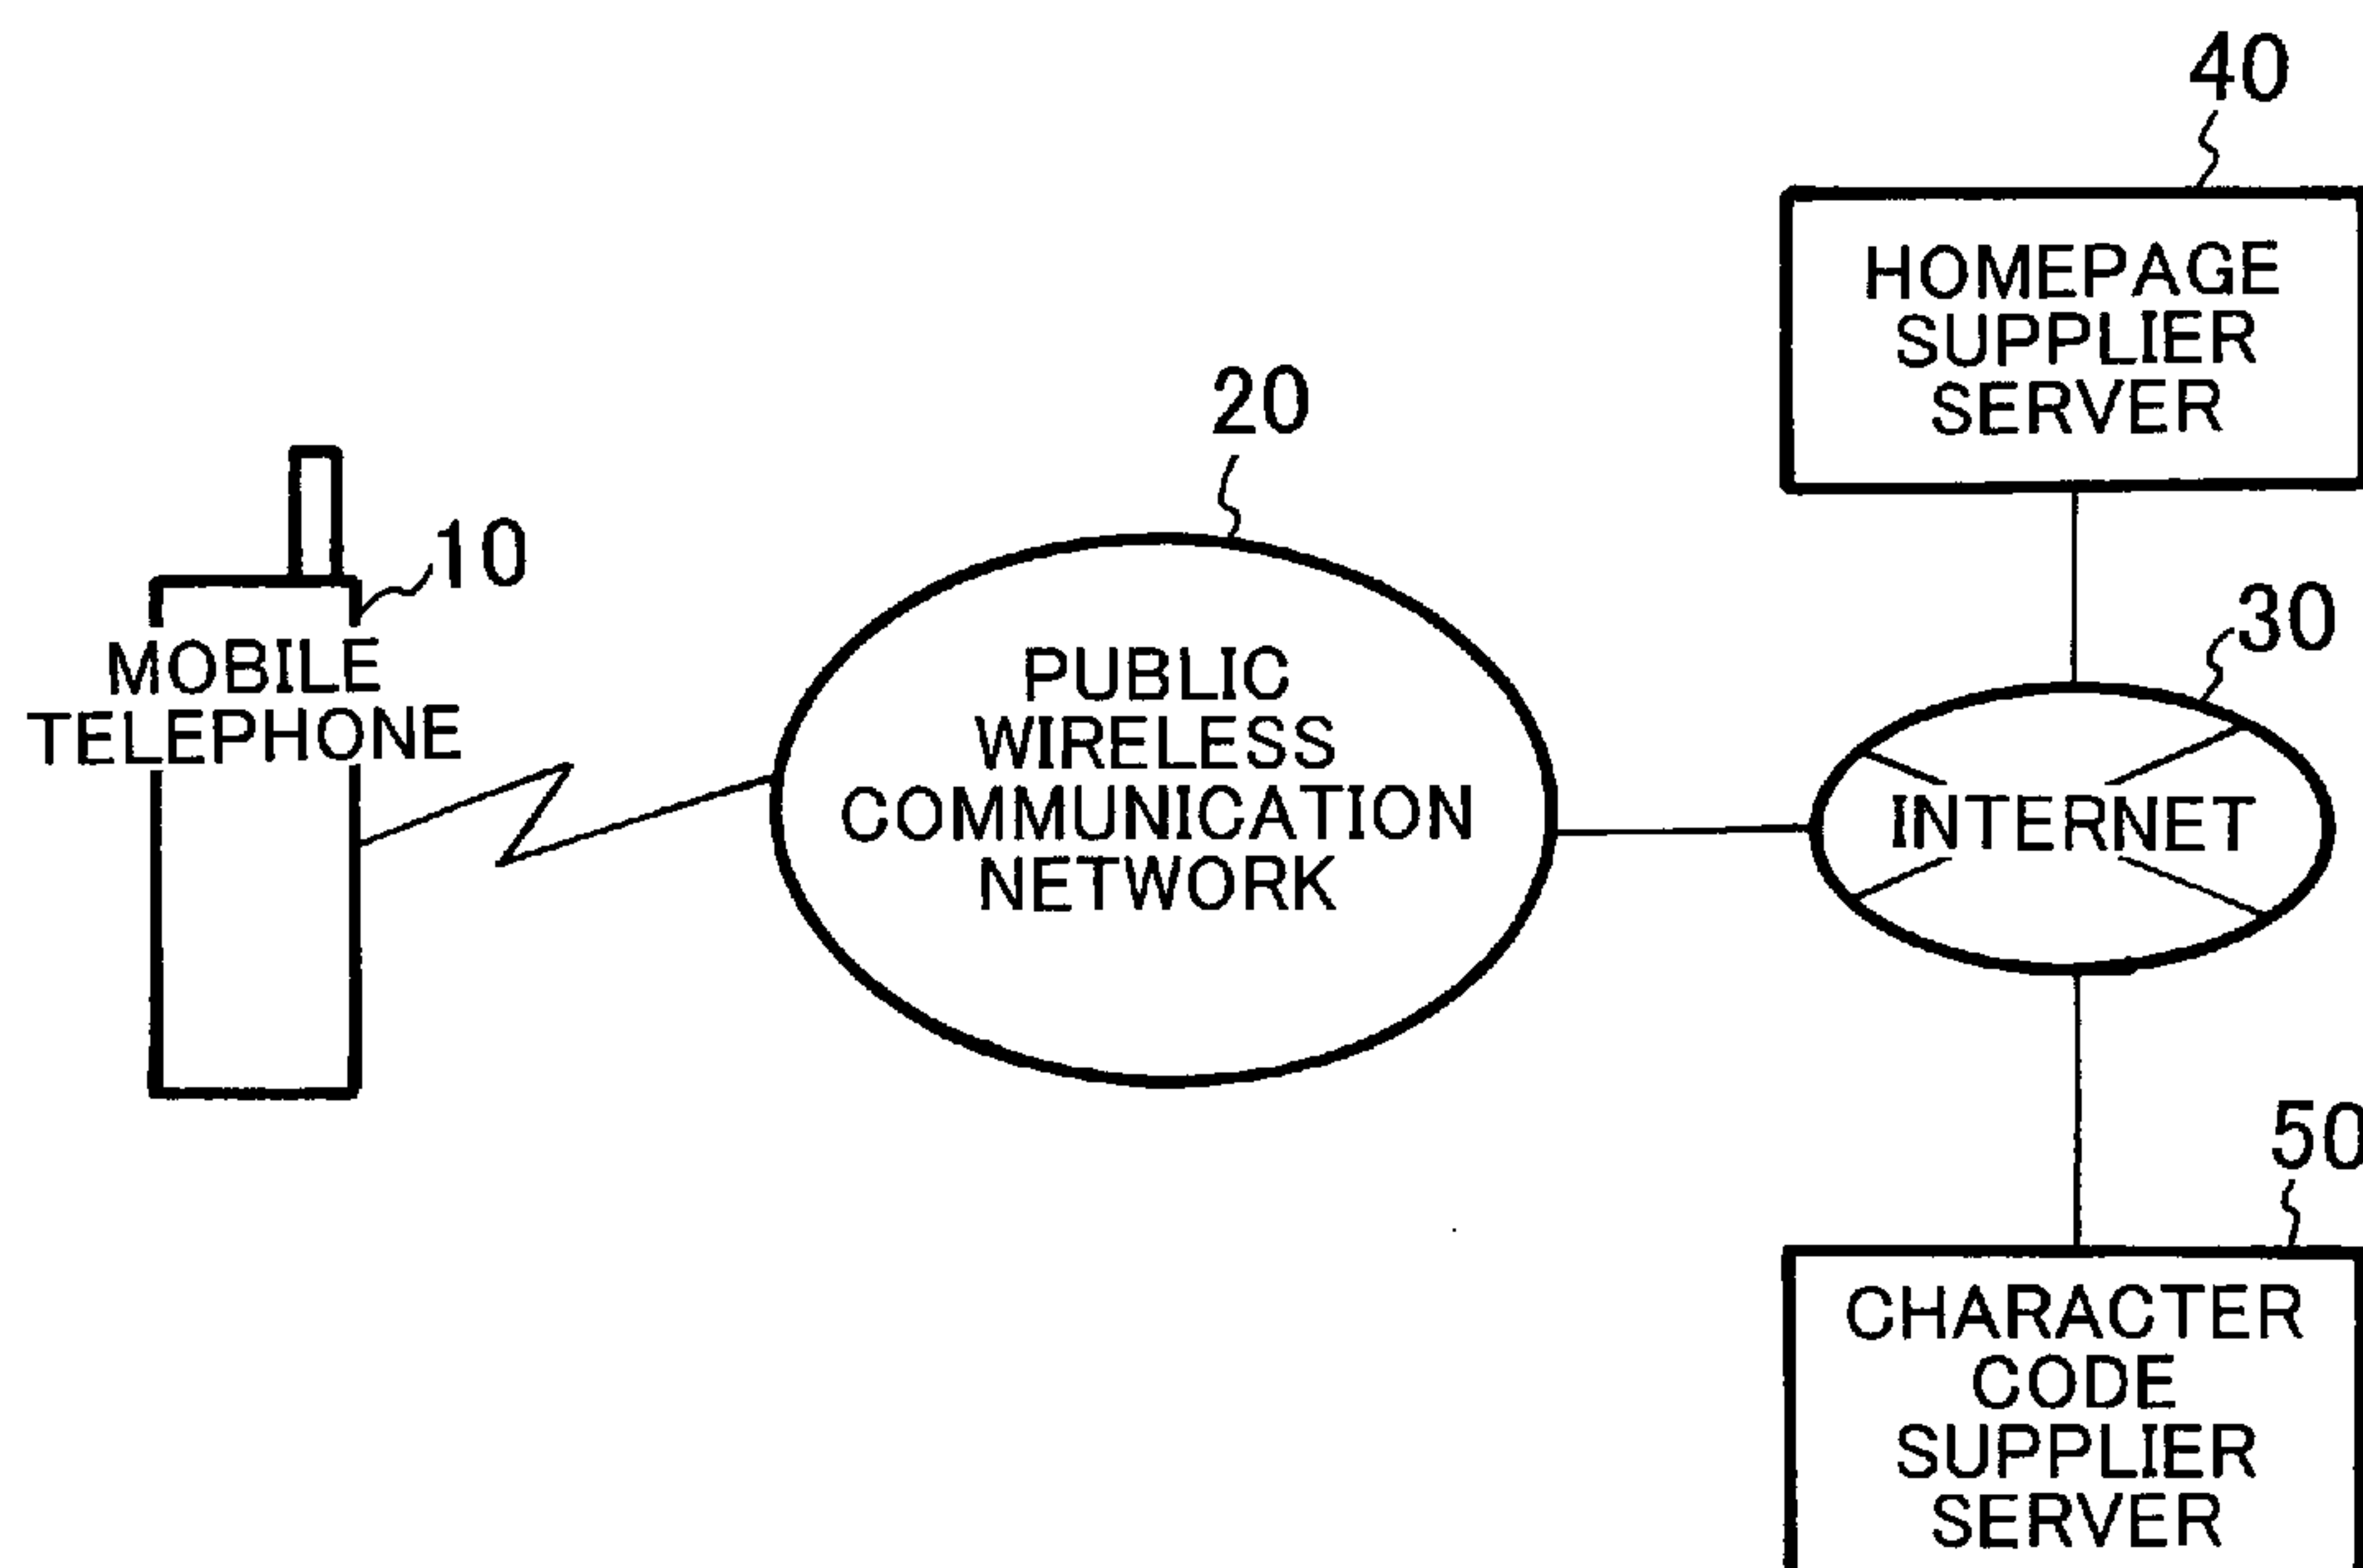 40
HOMEPAGE
SUPPLIER
SERVER
20
10
MOBILE
TELEPHONE
PUBLIC
WIRELESS
COMMUNICATION
NETWORK
30
INTERNET
50
CHARACTER
CODE
SUPPLIER
SERVER